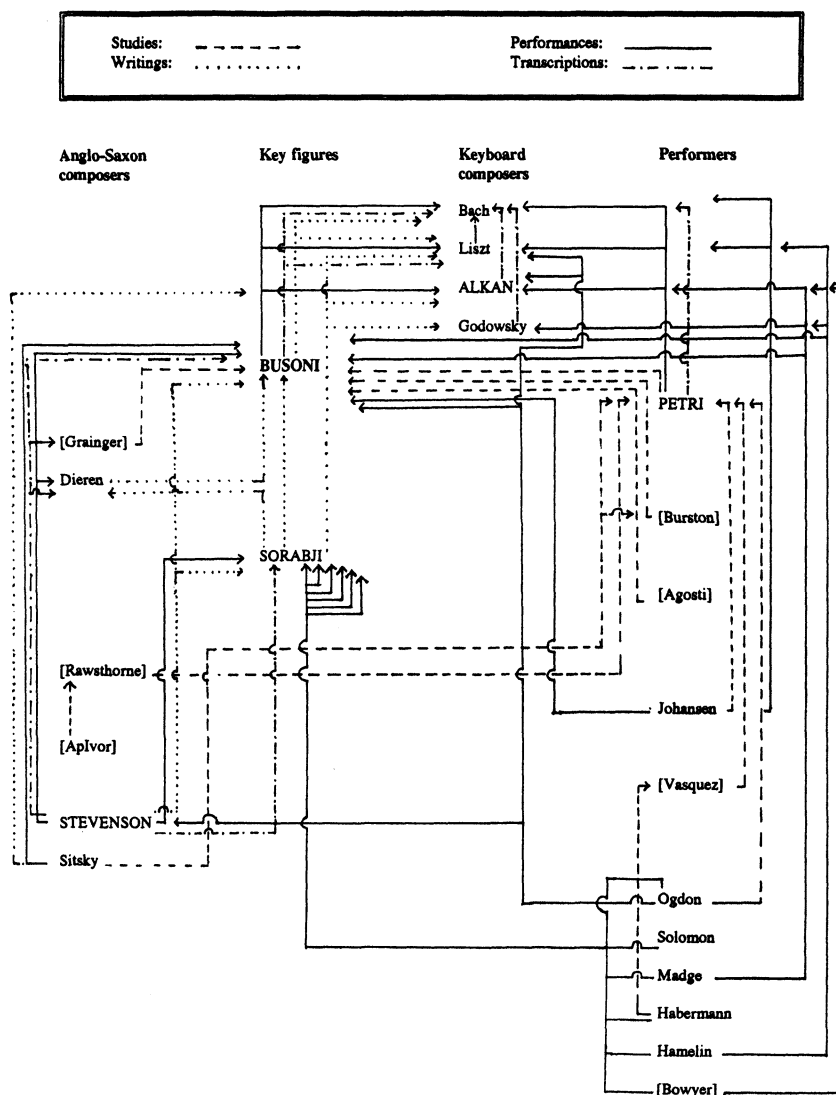 Studies:
Writings:
Performances:
Transcriptions:
Anglo-Saxon
composers
Key figures
Keyboard
composers
Performers
Bach
Liszt
ALKAN
Godowsky
BUSONI
PETRI
[Grainger]
Dieren
[Burston]
SORABJI
[Agosti]
[Rawsthorne]
Johansen
[ApIvor]
[Vasquez]
STEVENSON
Sitsky
Ogdon
Solomon
Madge
Habermann
Hamelin
[Bowyer]